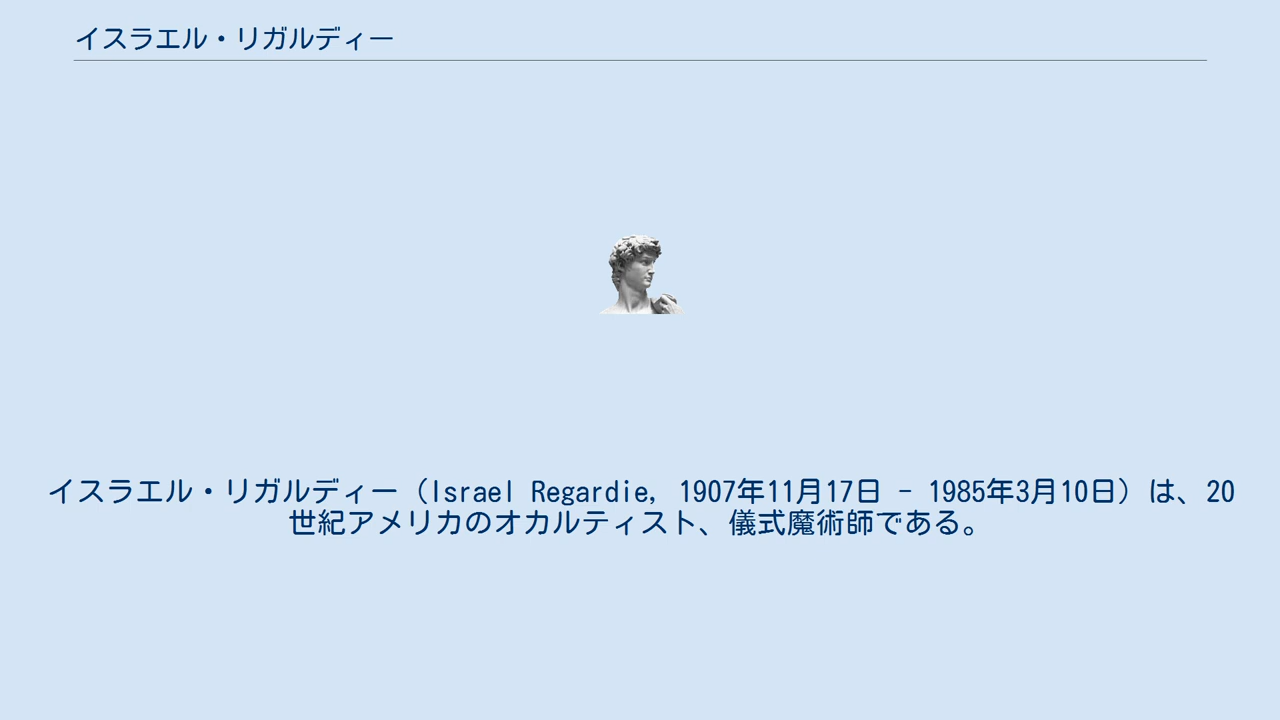 イスラエル・リガルディー
イスラエル・リガルディー（Israel Regardie, 1907年11月17日 - 1985年3月10日）は、20
世紀アメリカのオカルティスト、儀式魔術師である。